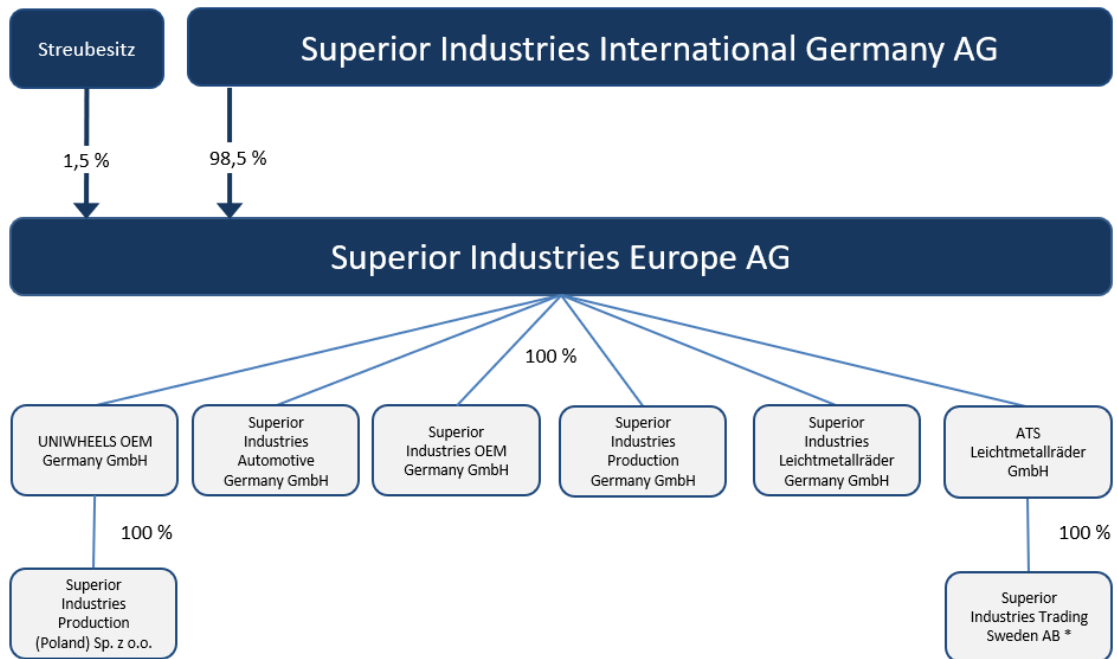 Streubesitz
Superior Industries International Germany AG
1,5 %
98,5 %
Superior Industries Europe AG
100 %
UNIWHEELS OEM
Germany GmbH
Superior
Industries
Automotive
Germany GmbH
Superior
Industries OEM
Germany GmbH
Superior
Industries
Production
Germany GmbH
Superior
Industries
Leichtmetallräder
Germany GmbH
ATS
Leichtmetallräder
GmbH
100 %
100 %
Superior
Industries
Production
(Poland) Sp. z o.o.
Superior
Industries Trading
Sweden AB *